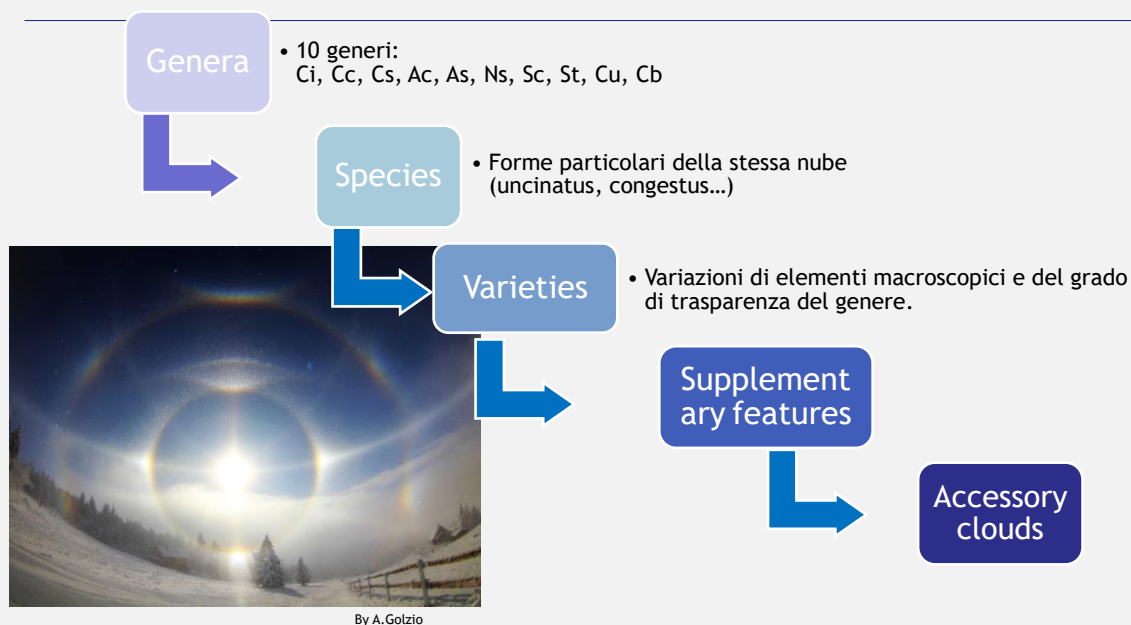 Genera
• 10 generi:
Ci, Cc, Cs, Ac, As, Ns, Sc, St, Cu, Cb
Species
• Forme particolari della stessa nube
(uncinatus, congestus…)
Varieties
• Variazioni di elementi macroscopici e del grado
di trasparenza del genere.
Supplement
ary features
Accessory
clouds
By A.Golzio